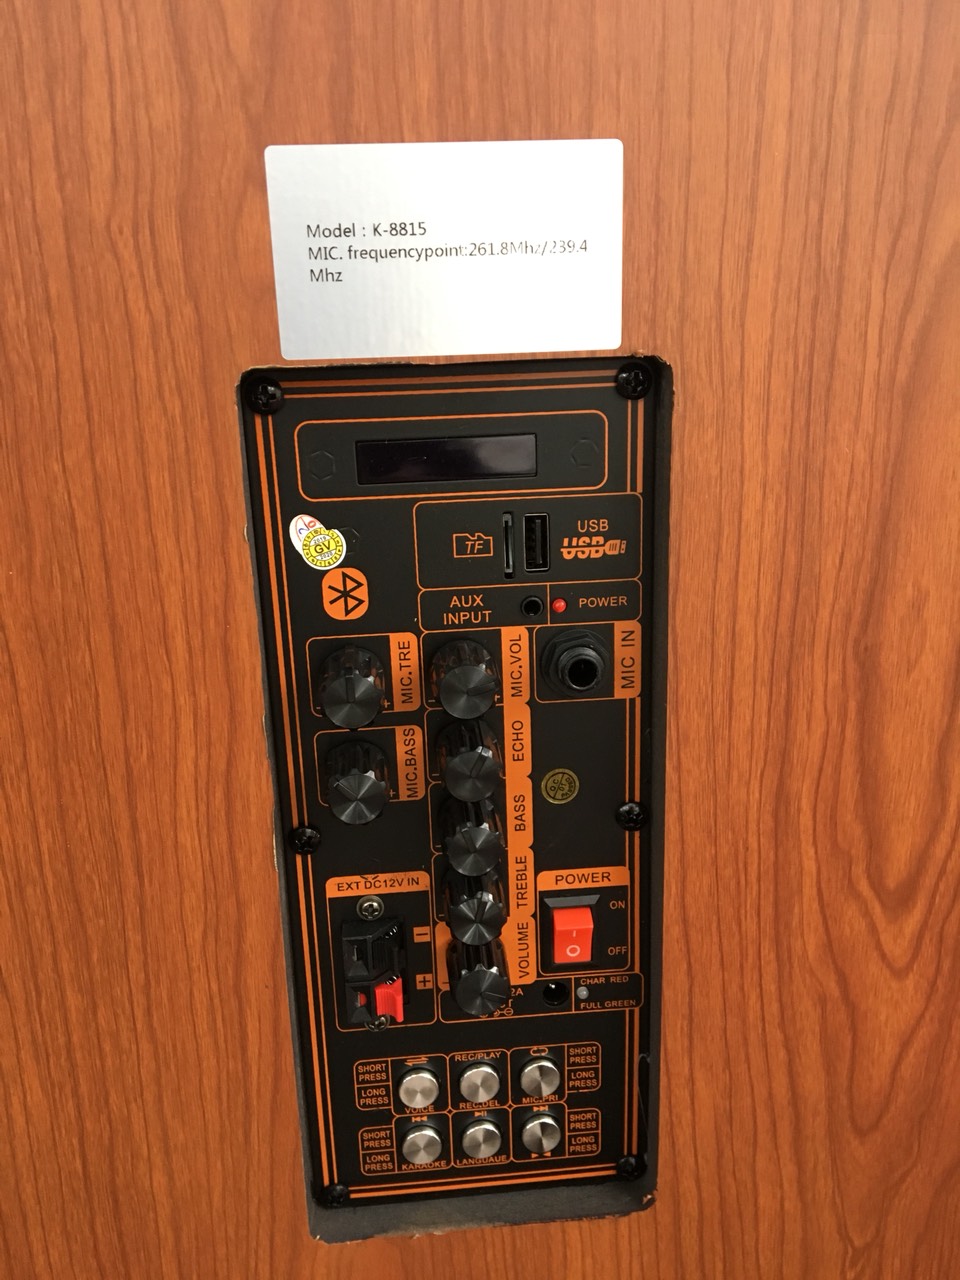 Model : K-8815
MIC. frequencypoint:261.8Mhz/239.4
Mhz
TF
USB
USB
GV
AUX
INPUT
POWER
MIC.TRE
MIC.VOL
MIC IN
MIC.BASS
ECHO
BASS
TREBLE
VOLUME
EXT DC12V IN
POWER
ON
OFF
CHAR RED
FULL GREEN
SHORT
PRESS
LONG
PRESS
REC/PLAY
SHORT
PRESS
LONG
PRESS
VOICE
REC.DEL
MIC.PRI
SHORT
PRESS
LONG
PRESS
SHORT
PRESS
LONG
PRESS
KARAOKE
LANGUAUE